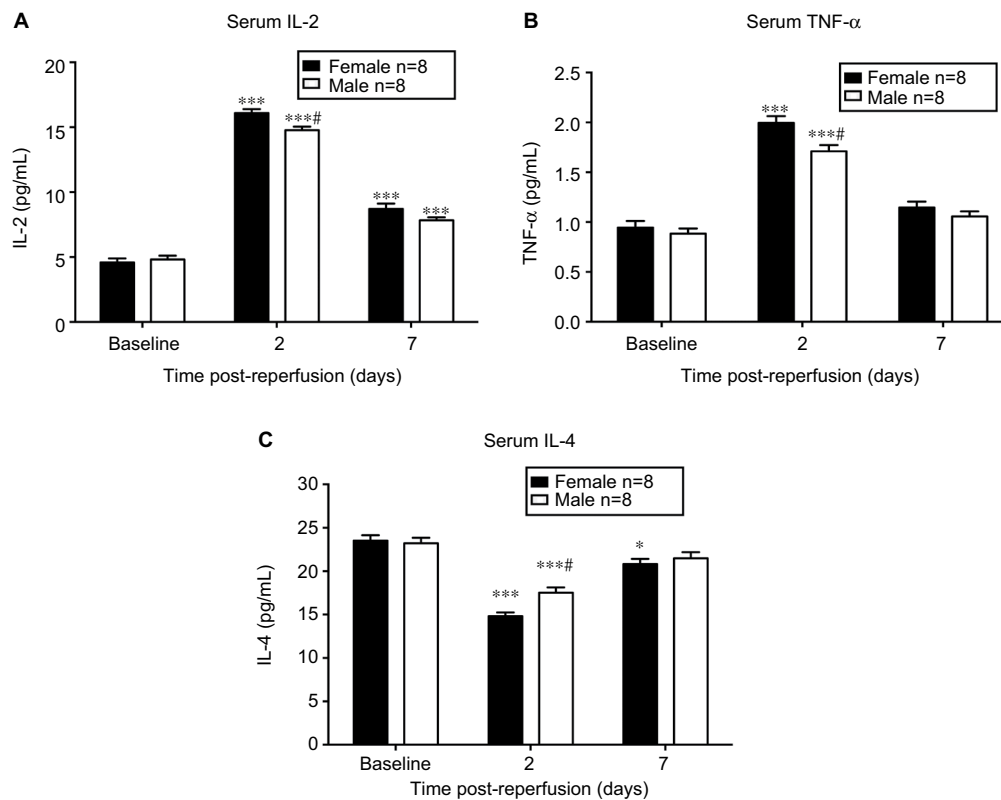 A
Serum IL-2
Female n=8
Male n=8
IL-2 (pg/mL)
20
15
10
5
0
***
***#
***
***
Baseline
2
7
Time post-reperfusion (days)
B
Serum TNF-α
Female n=8
Male n=8
TNF-α (pg/mL)
2.5
2.0
1.5
1.0
0.5
0.0
***
***#
Baseline
2
7
Time post-reperfusion (days)
C
Serum IL-4
Female n=8
Male n=8
IL-4 (pg/mL)
30
25
20
15
10
5
0
***
***#
*
Baseline
2
7
Time post-reperfusion (days)